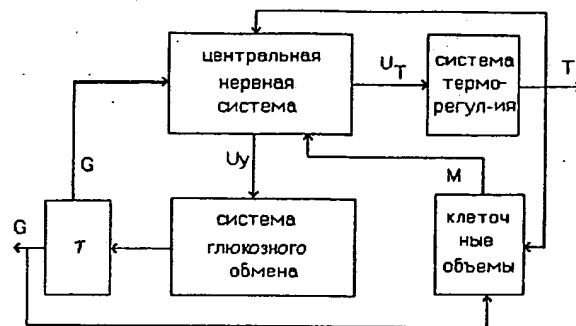 центральная
нервная
система
U_T
система
термо-
регул-ия
T
G
Uy
M
G
τ
система
глюкозного
обмена
клеточ
ные
объемы